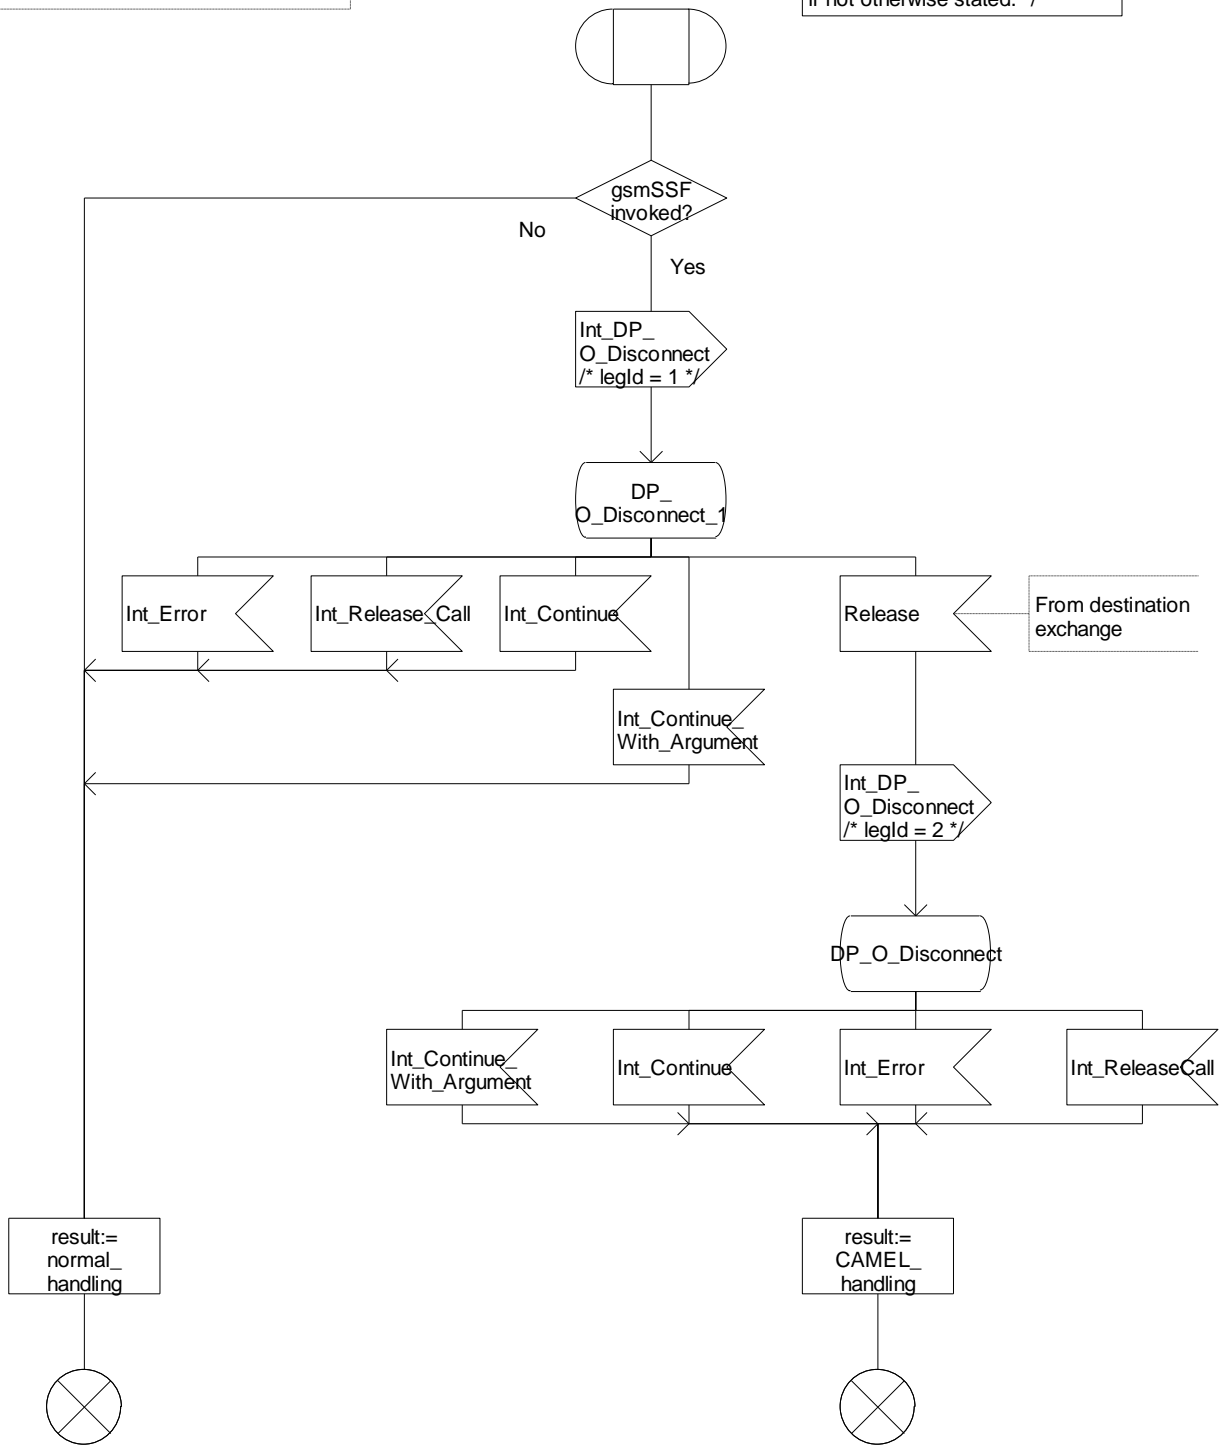 if not otherwise stated. */
gsmSSF
invoked?
No
Yes
Int_DP_
O_Disconnect
/* legId = 1 */
DP_
O_Disconnect_1
Int_Error
Int_Release_Call
Int_Continue
Release
From destination
exchange
Int_Continue_
With_Argument
Int_DP_
O_Disconnect
/* legId = 2 */
DP_O_Disconnect
Int_Continue_
With_Argument
Int_Continue
Int_Error
Int_ReleaseCall
result:=
normal_
handling
result:=
CAMEL_
handling